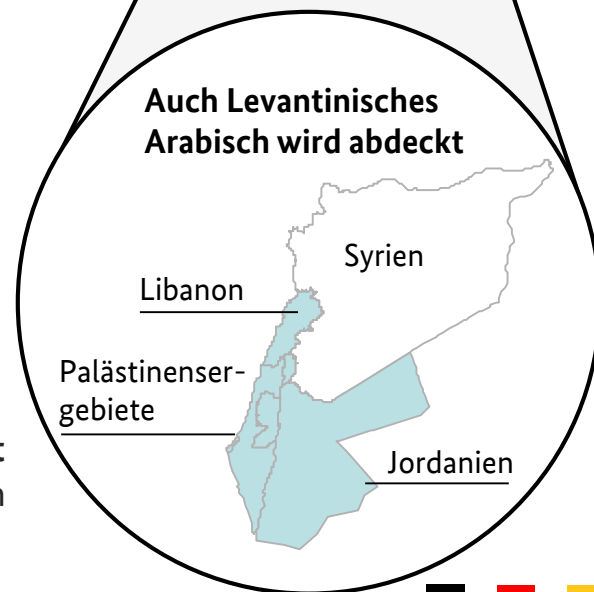 Auch Levantinisches
Arabisch wird abdeckt
Syrien
Libanon
Palästinenser-
gebiete
Jordanien